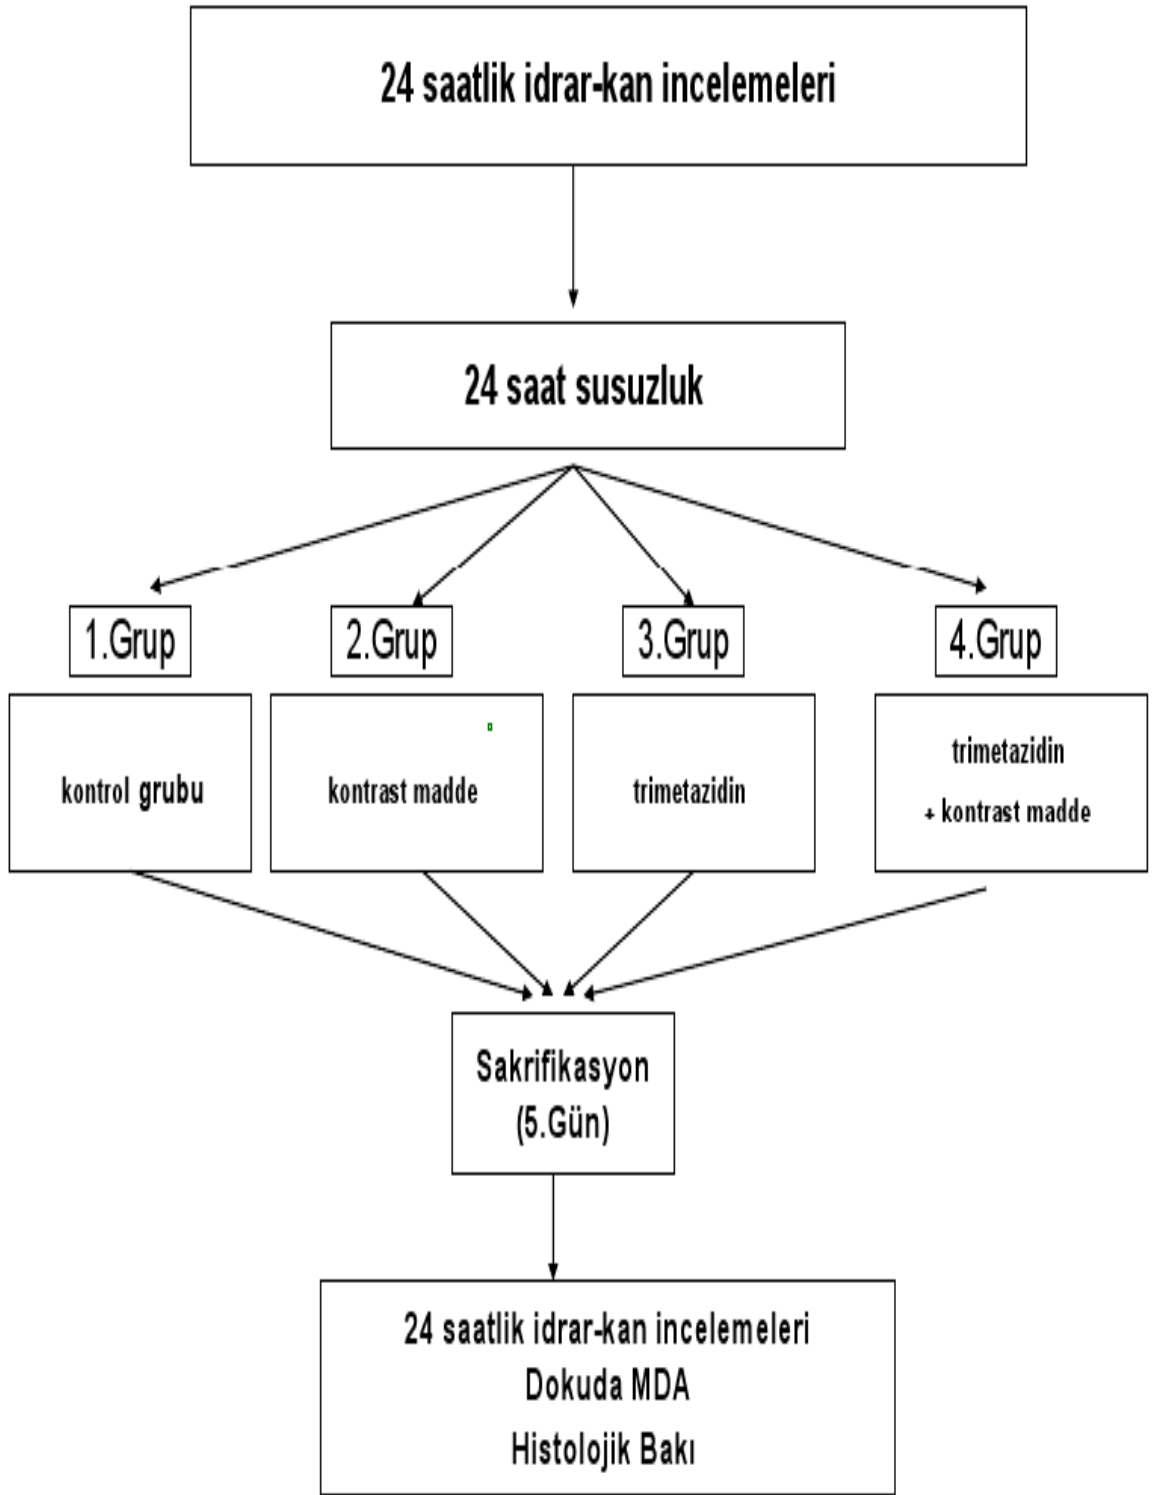 24 saatlik idrar-kan incelemeleri
24 saat susuzluk
1.Grup
2.Grup
3.Grup
4.Grup
kontrol grubu
kontrast madde
trimetazidin
trimetazidin
+ kontrast madde
Sakrifikasyon
(5.Gün)
24 saatlik idrar-kan incelemeleri
Dokuda MDA
Histolojik Bakı